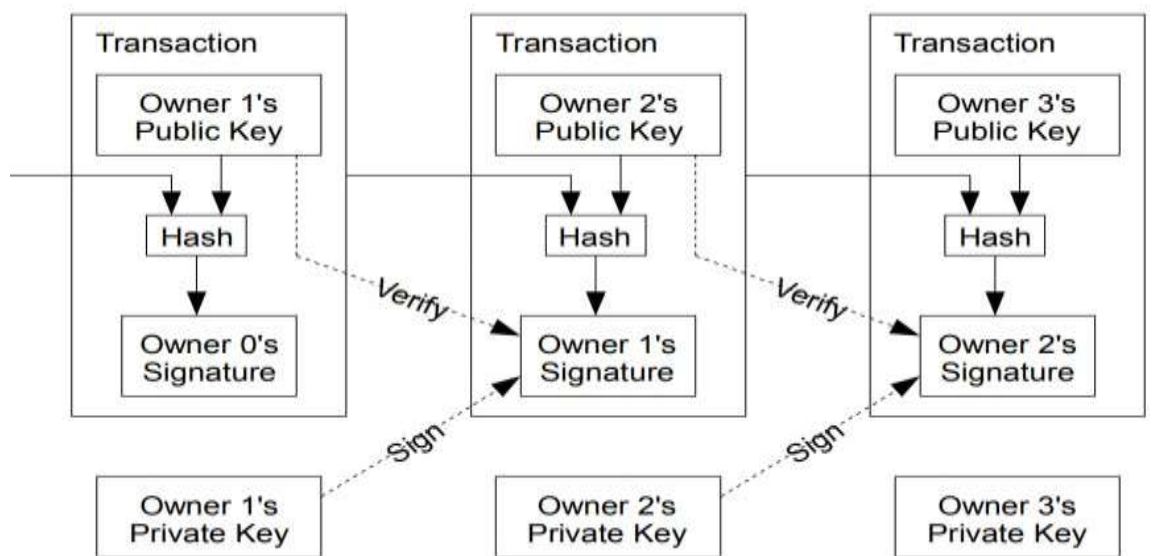 Transaction
Transaction
Transaction
Owner 1's
Public Key
Owner 2's
Public Key
Owner 3's
Public Key
Hash
Hash
Hash
Verify
Verify
Owner 0's
Signature
Owner 1's
Signature
Owner 2's
Signature
Sign
Sign
Owner 1's
Private Key
Owner 2's
Private Key
Owner 3's
Private Key